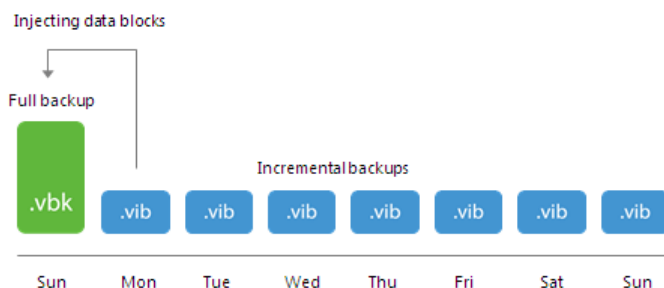 Injecting data blocks
Full backup
Incremental backups
.vbk .vib .vib .vib .vib .vib .vib .vib
Sun Mon Tue Wed Thu Fri Sat Sun